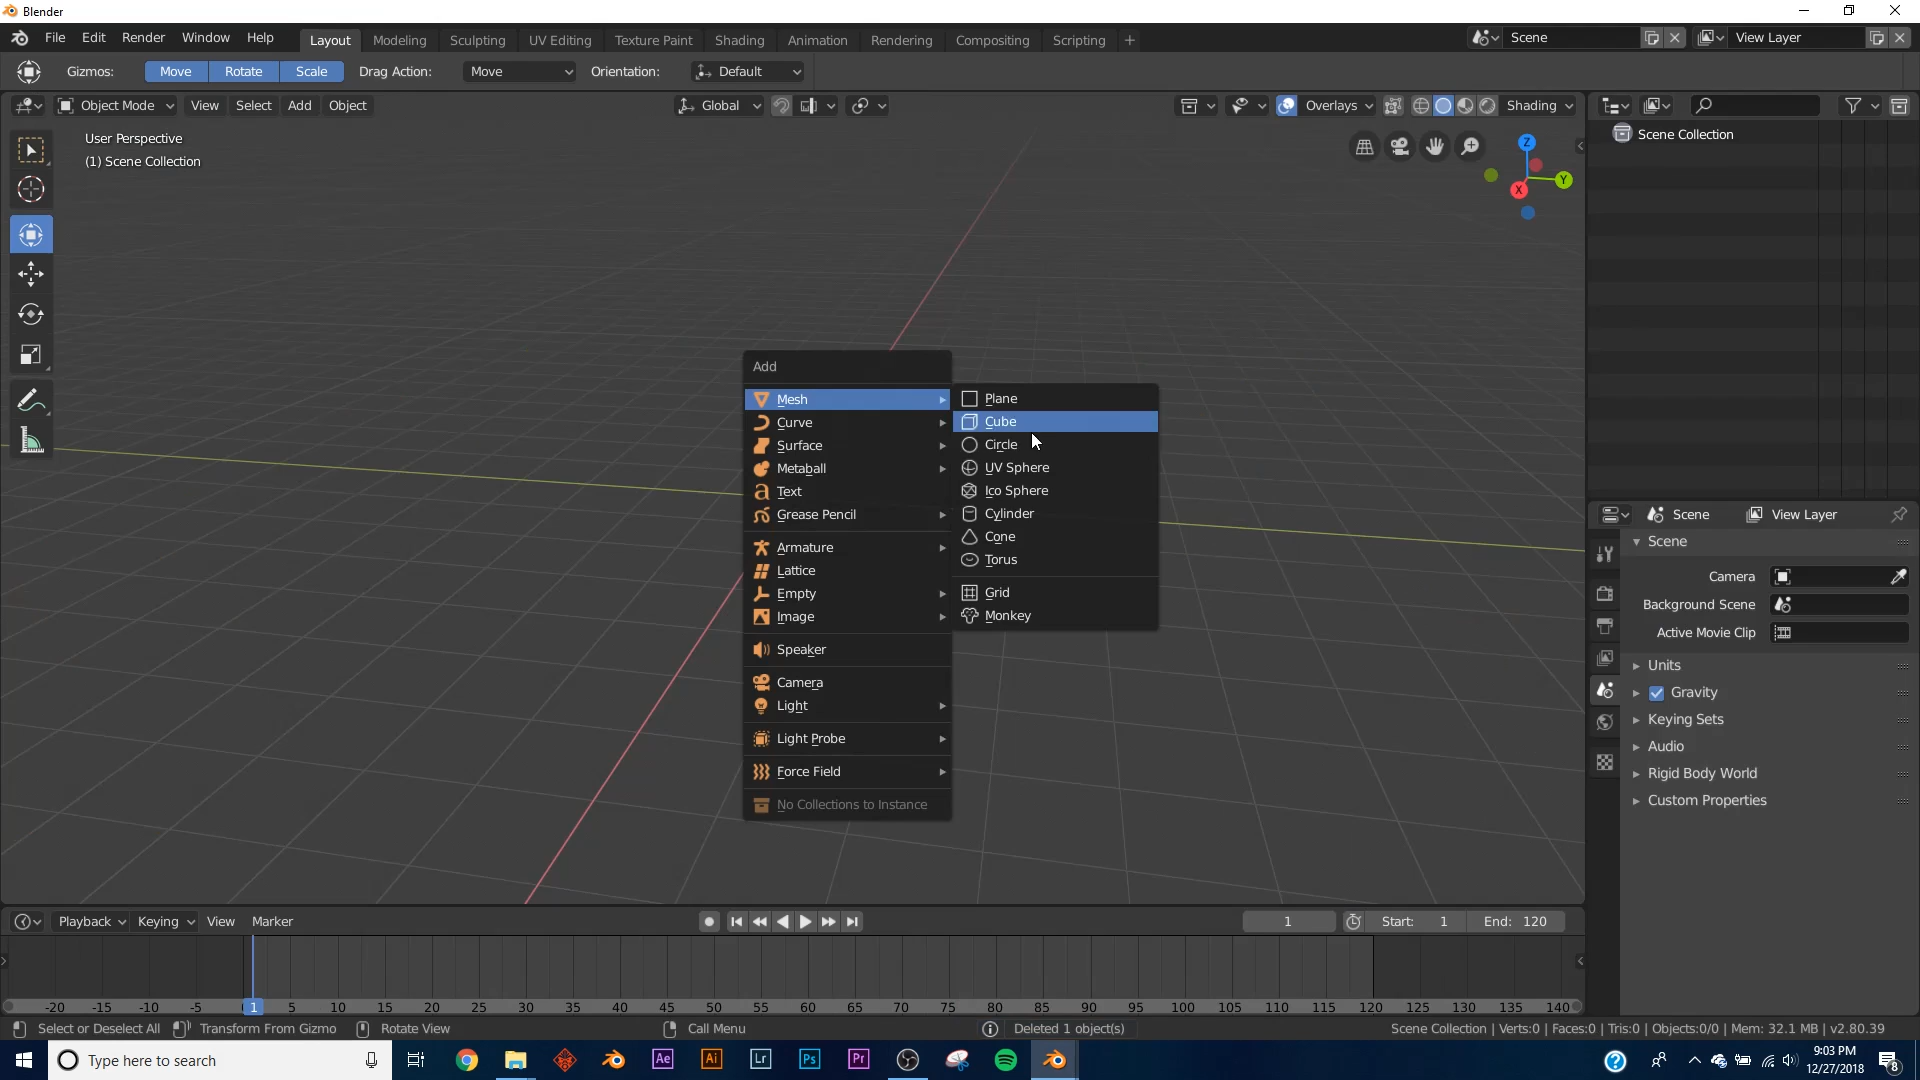 Blender
File Edit Render Window Help Layout Modeling Sculpting UV Editing Texture Paint Shading Animation Rendering Compositing Scripting + Scene View Layer
Gizmos: Move Rotate Scale Drag Action: Move Orientation: Default
Object Mode View Select Add Object Global Overlays Shading
User Perspective
(1) Scene Collection
Z
Y
X
Scene Collection
Add
Mesh
Curve
Surface
Metaball
Text
Grease Pencil
Armature
Lattice
Empty
Image
Speaker
Camera
Light
Light Probe
Force Field
No Collections to Instance
Plane
Cube
Circle
UV Sphere
Ico Sphere
Cylinder
Cone
Torus
Grid
Monkey
Scene View Layer
Scene
Camera
Background Scene
Active Movie Clip
Units
Gravity
Keying Sets
Audio
Rigid Body World
Custom Properties
Playback Keying View Marker 1 Start: 1 End: 120
-20 -15 -10 -5 1 5 10 15 20 25 30 35 40 45 50 55 60 65 70 75 80 85 90 95 100 105 110 115 120 125 130 135 140
Select or Deselect All Transform From Gizmo Rotate View Call Menu Deleted 1 object(s) Scene Collection | Verts:0 | Faces:0 | Tris:0 | Objects:0/0 | Mem: 32.1 MB | v2.80.39
Type here to search Ae Ai Lr Ps Pr
9:03 PM
12/27/2018
8